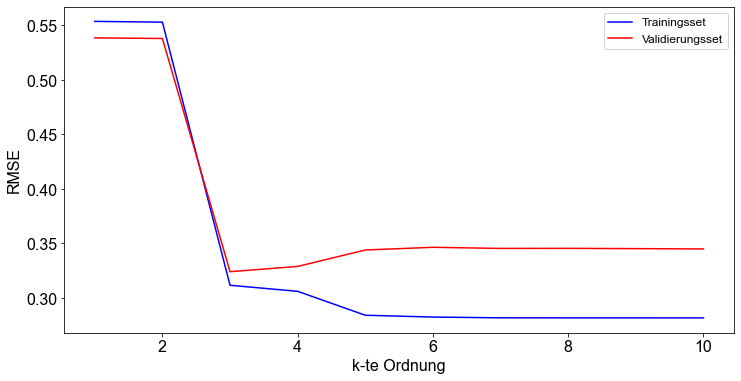 Trainingsset
Validierungsset
RMSE
0.55
0.50
0.45
0.40
0.35
0.30
2 4 6 8 10
k-te Ordnung